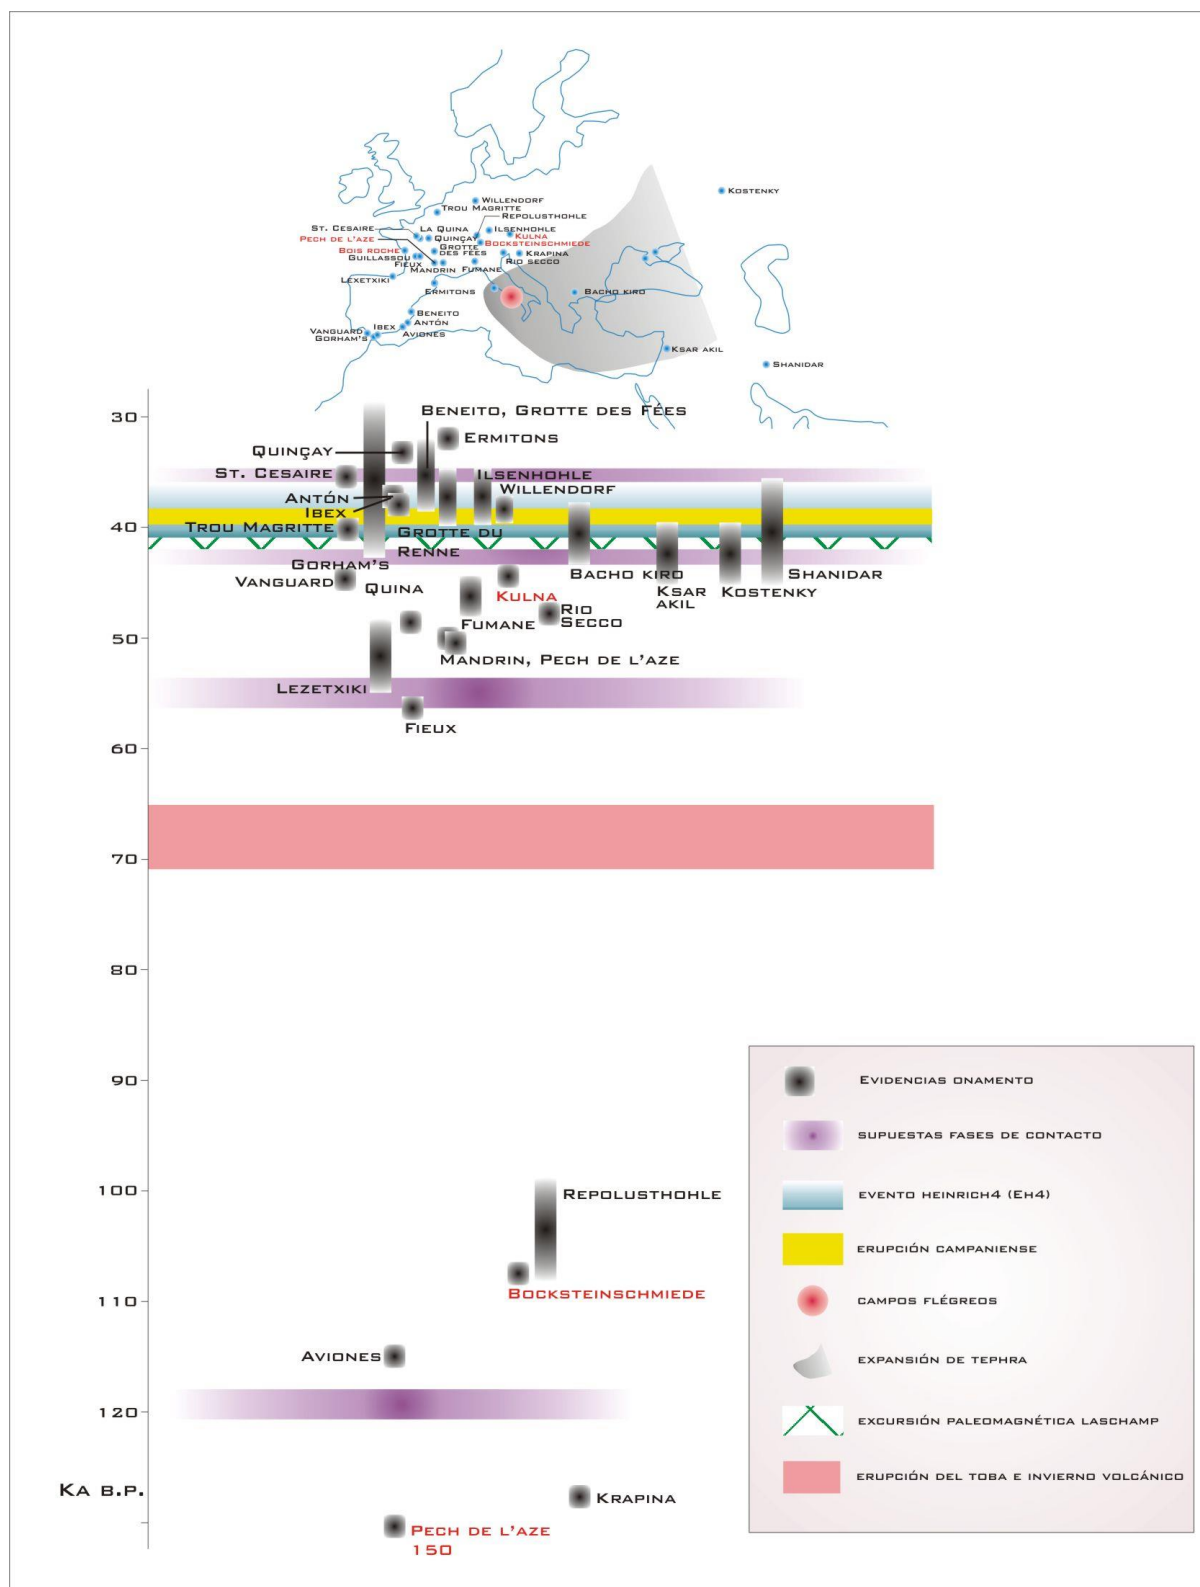 KOSTENKY
WILLENDORF
TROU MAGRITTE
REPOLUSTHOHLE
ST. CESAIRE
LA QUINA
ILSENHOHLE
PECH DE L'AZE
QUINÇAY
KULNA
BOCKSTEINSCHMIEDE
BOIS ROCHE
GROTTE
DES FÉES
GUILLASSOU
KRAPINA
FIEUX
RIO SECCO
MANDRIN
FUMANE
LEXETXIKI
ERMITONS
BACHO KIRO
BENEITO
ANTÓN
IBEX
VANGUARD
AVIONES
GORHAM'S
KSAR AKIL
SHANIDAR
30
BENEITO, GROTTE DES FÉES
ERMITONS
QUINÇAY
ST. CESAIRE
ILSENHOHLE
WILLENDORF
ANTÓN
IBEX
TROU MAGRITTE
40
GROTTE DU
RENNE
GORHAM'S
VANGUARD
QUINA
KULNA
BACHO KIRO
KSAR
AKIL
KOSTENKY
SHANIDAR
FUMANE
RIO
SECCO
50
MANDRIN, PECH DE L'AZE
LEZETXIKI
FIEUX
60
70
80
90
100
REPOLUSTHOHLE
BOCKSTEINSCHMIEDE
110
AVIONES
120
KA B.P.
KRAPINA
PECH DE L'AZE
150
EVIDENCIAS ONAMENTO
SUPUESTAS FASES DE CONTACTO
EVENTO HEINRICH4 (EH4)
ERUPCIÓN CAMPANIENSE
CAMPOS FLÉGREOS
EXPANSIÓN DE TEPHRA
EXCURSIÓN PALEOMAGNÉTICA LASCHAMP
ERUPCIÓN DEL TOBA E INVIERNO VOLCÁNICO